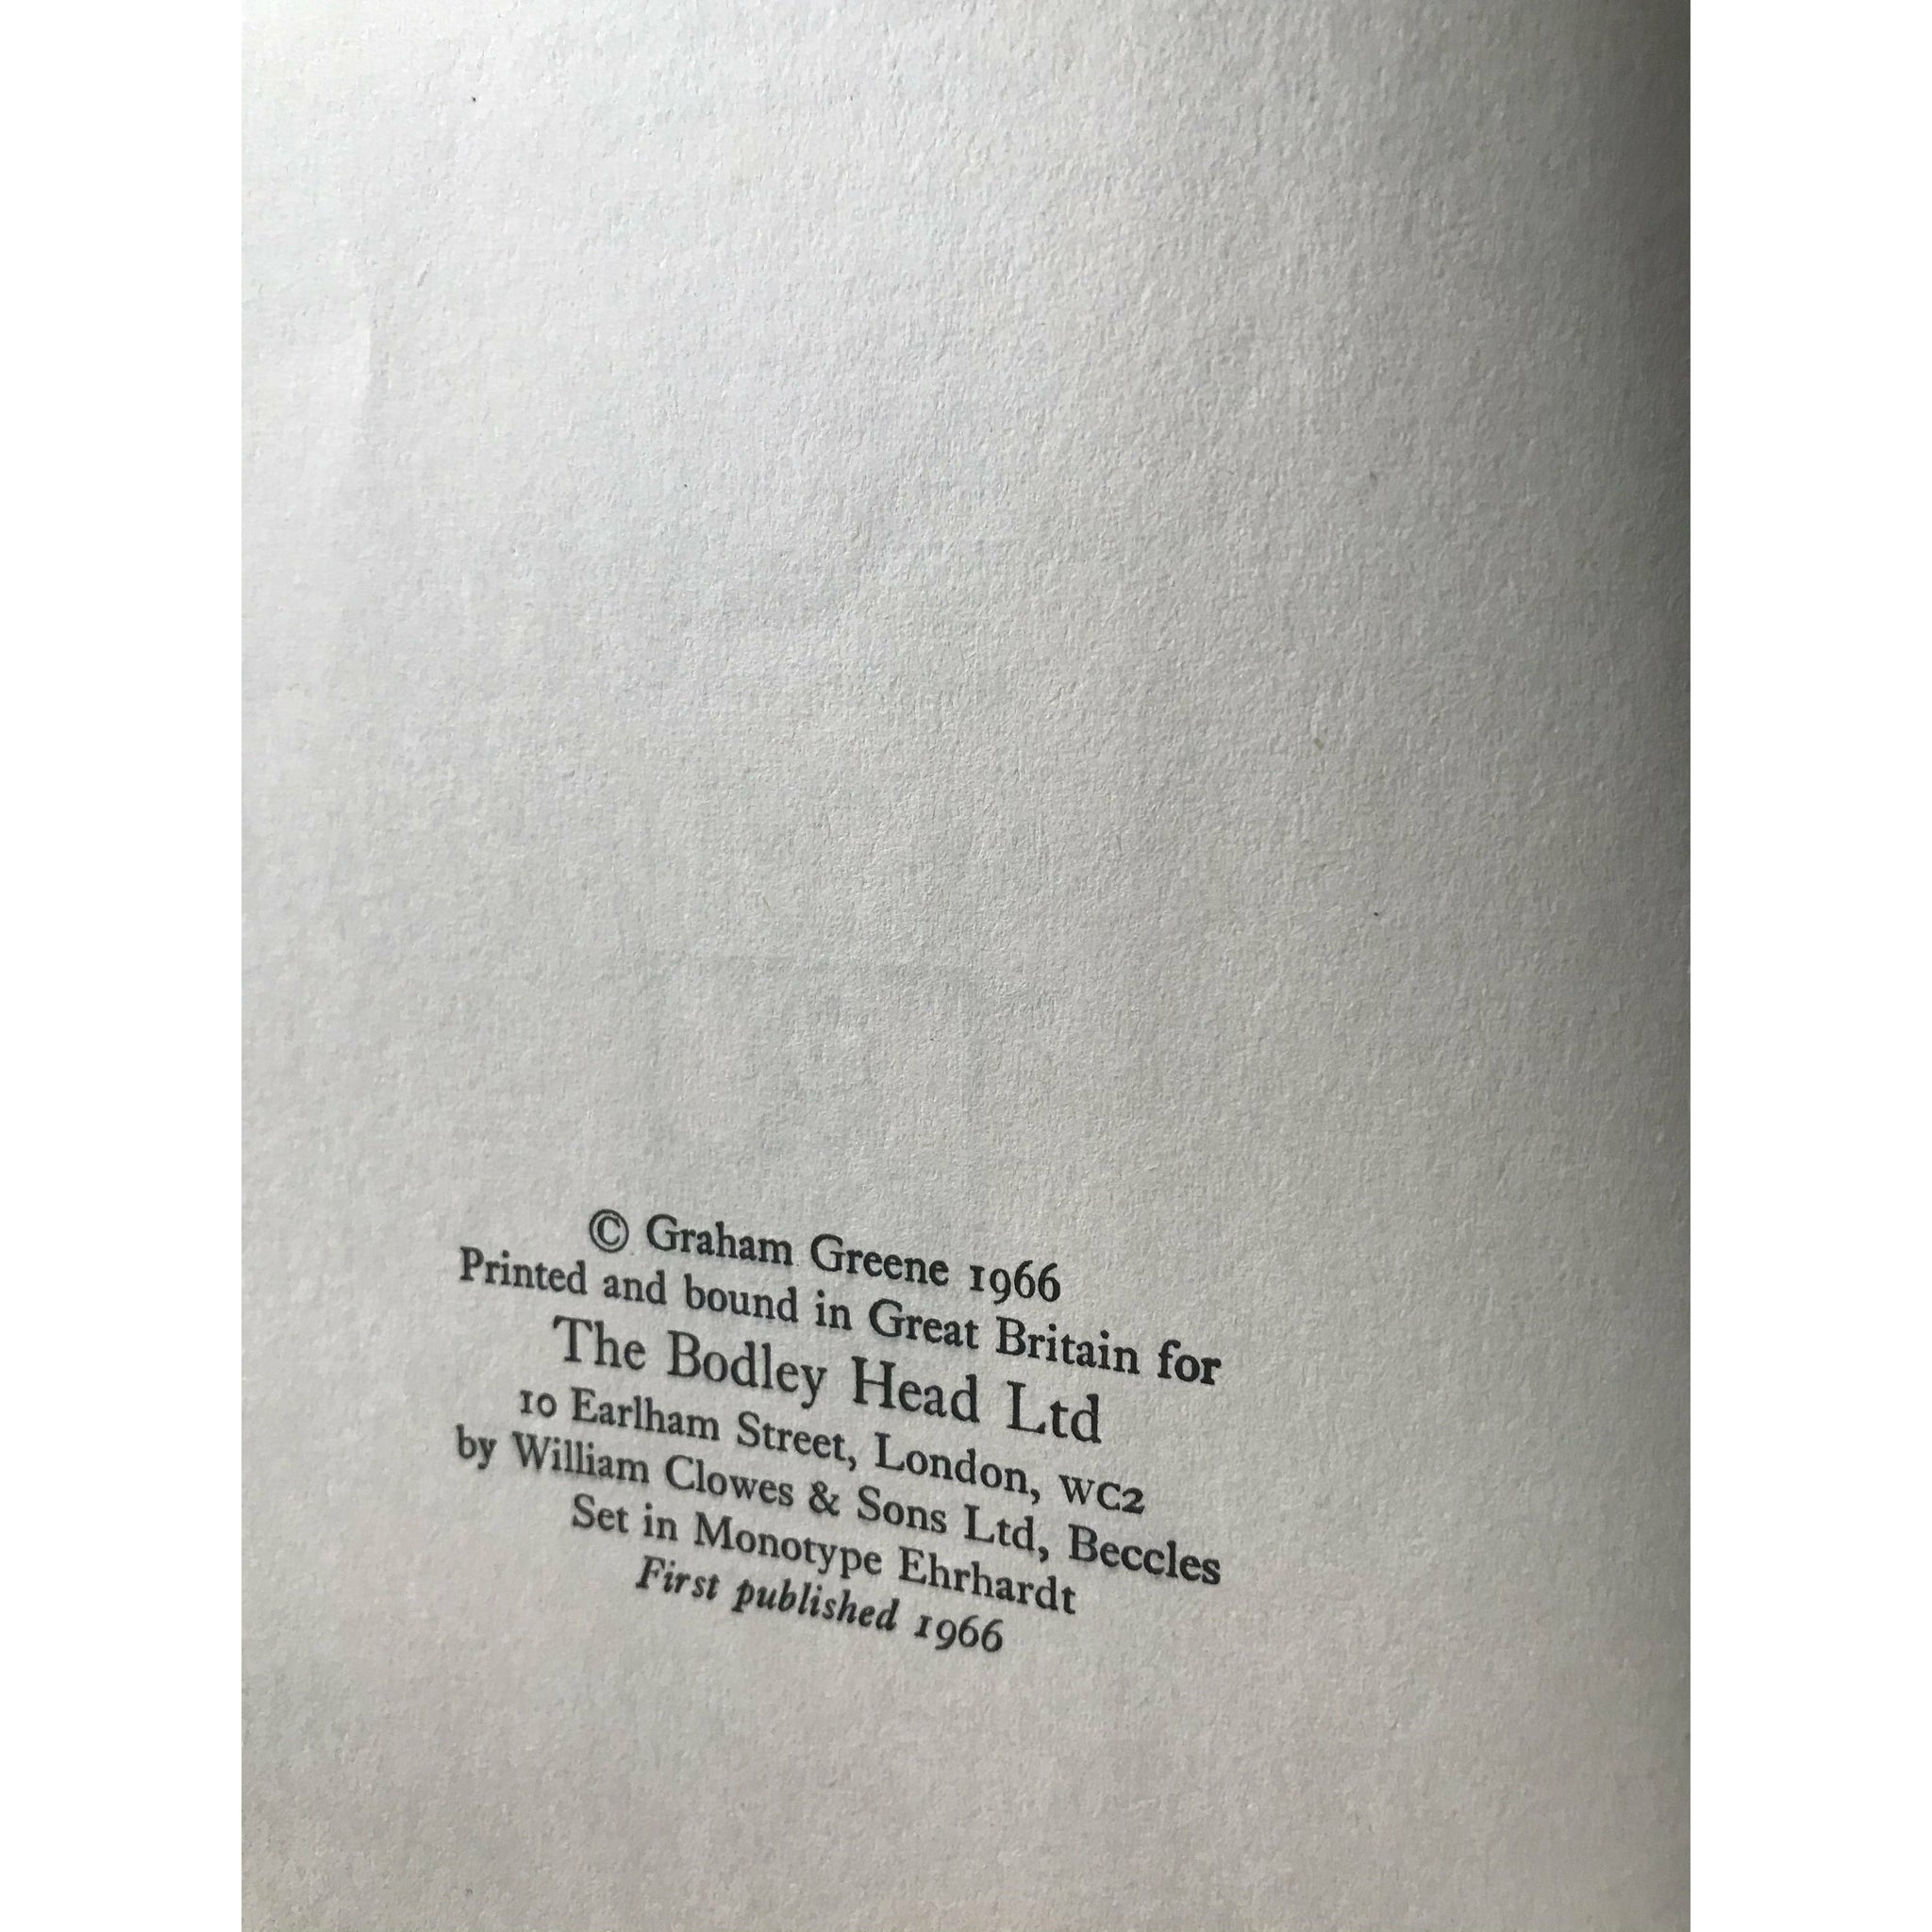 © Graham Greene 1966
Printed and bound in Great Britain for
The Bodley Head Ltd
10 Earlham Street, London, WC2
by William Clowes & Sons Ltd, Beccles
Set in Monotype Ehrhardt
First published 1966